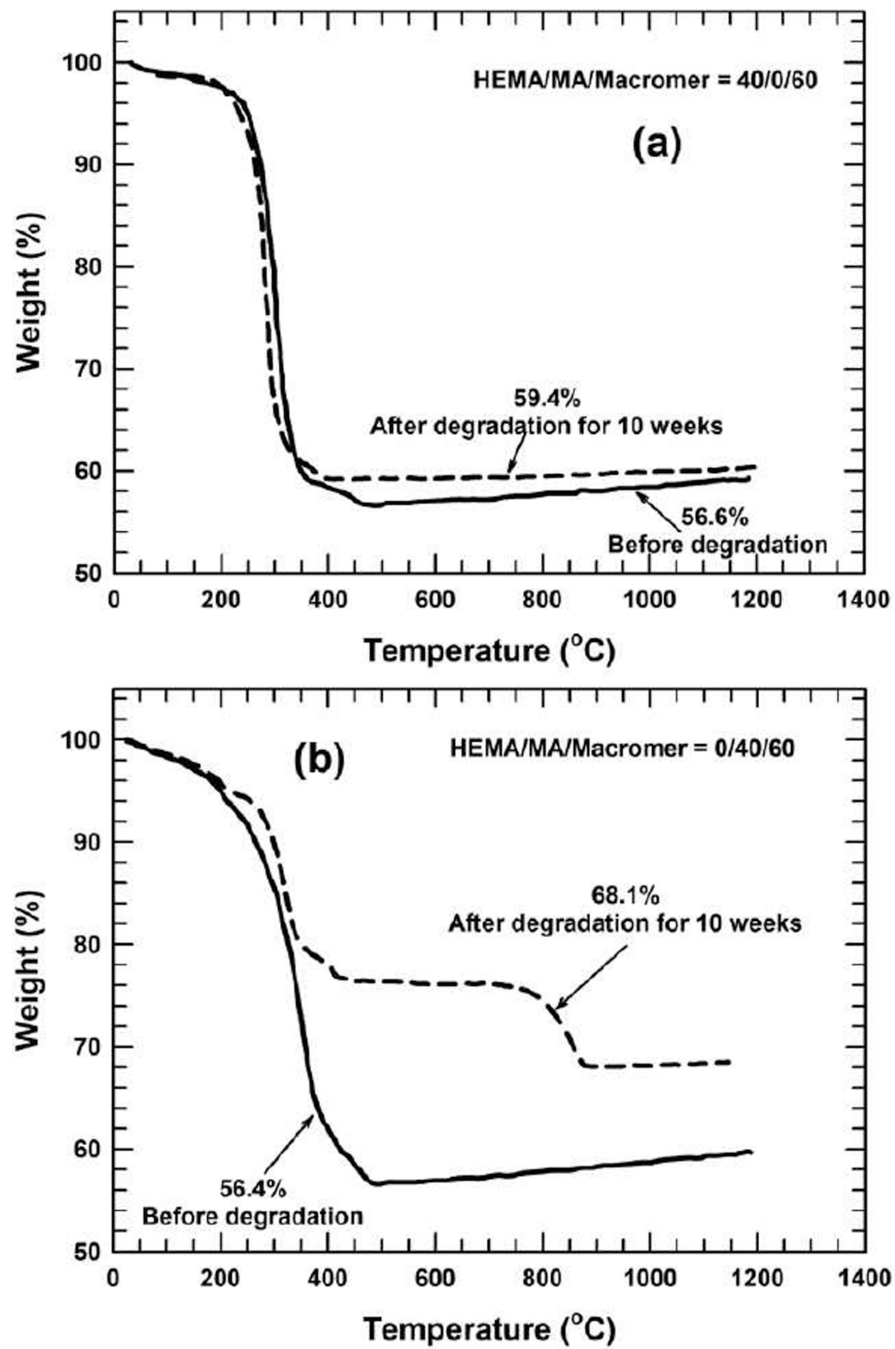 HEMA/MA/Macromer = 40/0/60
(a)
100
90
80
70
60
50
Weight (%)
59.4%
After degradation for 10 weeks
56.6%
Before degradation
0
200
400
600
800
1000
1200
1400
Temperature (°C)
(b)
HEMA/MA/Macromer = 0/40/60
100
90
80
70
60
50
Weight (%)
68.1%
After degradation for 10 weeks
56.4%
Before degradation
0
200
400
600
800
1000
1200
1400
Temperature (°C)